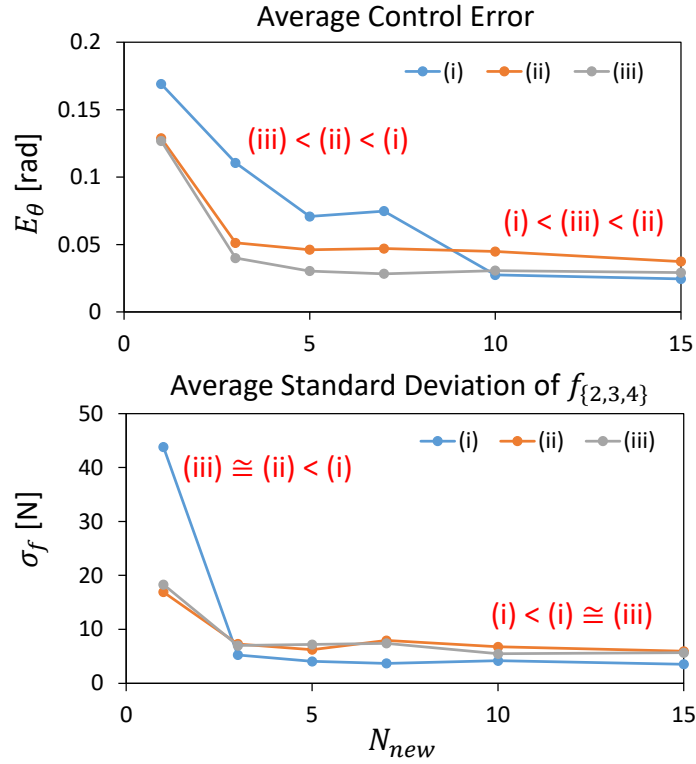 Average Control Error
0.2
(i) (ii) (iii)
0.15
(iii) < (ii) < (i)
E_θ [rad]
0.1
(i) < (iii) < (ii)
0.05
0
0 5 10 15
Average Standard Deviation of f_{2,3,4}
50
(i) (ii) (iii)
40
(iii) ≅ (ii) < (i)
30
σ_f [N]
20
(i) < (i) ≅ (iii)
10
0
0 5 10 15
N_new